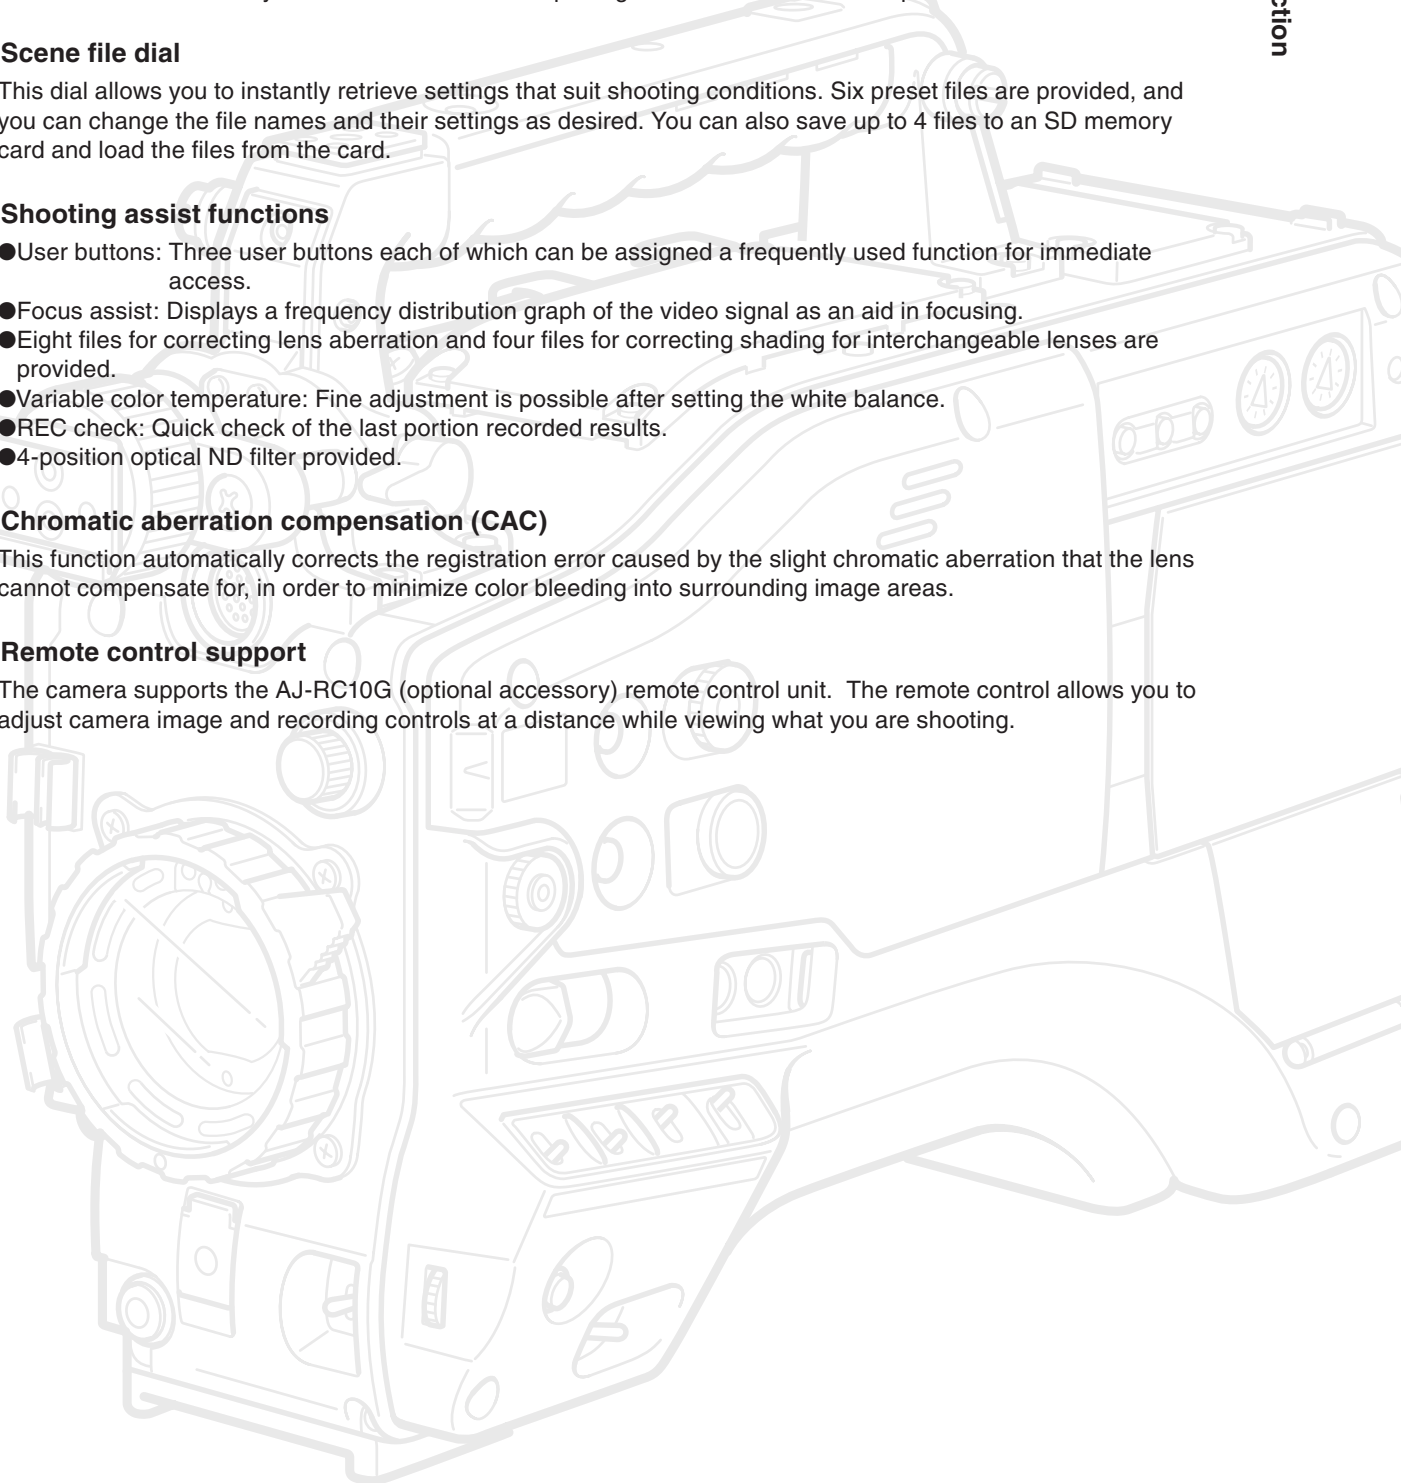 Scene file dial
This dial allows you to instantly retrieve settings that suit shooting conditions. Six preset files are provided, and
you can change the file names and their settings as desired. You can also save up to 4 files to an SD memory
card and load the files from the card.
Shooting assist functions
●User buttons: Three user buttons each of which can be assigned a frequently used function for immediate
access.
●Focus assist: Displays a frequency distribution graph of the video signal as an aid in focusing.
●Eight files for correcting lens aberration and four files for correcting shading for interchangeable lenses are
provided.
●Variable color temperature: Fine adjustment is possible after setting the white balance.
●REC check: Quick check of the last portion recorded results.
●4-position optical ND filter provided.
Chromatic aberration compensation (CAC)
This function automatically corrects the registration error caused by the slight chromatic aberration that the lens
cannot compensate for, in order to minimize color bleeding into surrounding image areas.
Remote control support
The camera supports the AJ-RC10G (optional accessory) remote control unit.  The remote control allows you to
adjust camera image and recording controls at a distance while viewing what you are shooting.
ction